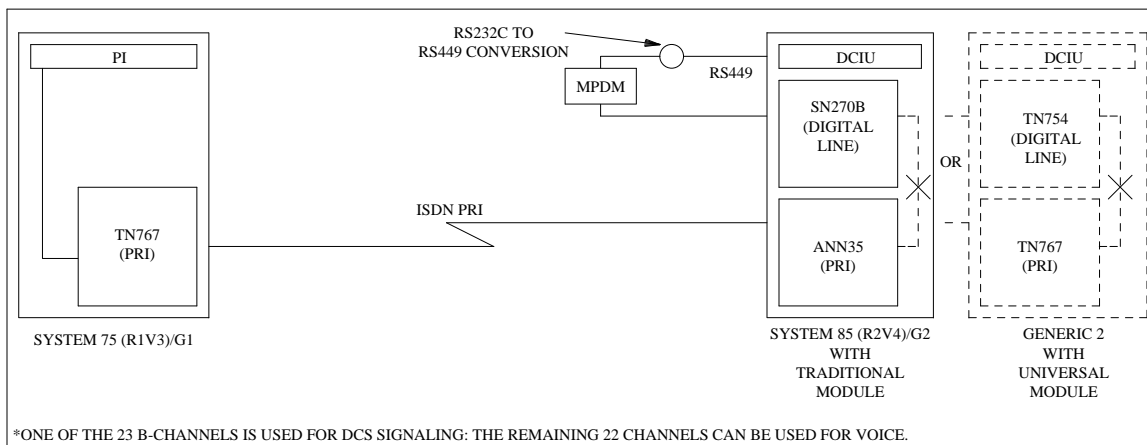 PI
TN767
(PRI)
SYSTEM 75 (R1V3)/G1
ISDN PRI
RS232C TO
RS449 CONVERSION
RS449
MPDM
DCIU
SN270B
(DIGITAL
LINE)
ANN35
(PRI)
SYSTEM 85 (R2V4)/G2
WITH
TRADITIONAL
MODULE
OR
DCIU
TN754
(DIGITAL
LINE)
TN767
(PRI)
GENERIC 2
WITH
UNIVERSAL
MODULE
*ONE OF THE 23 B-CHANNELS IS USED FOR DCS SIGNALING: THE REMAINING 22 CHANNELS CAN BE USED FOR VOICE.